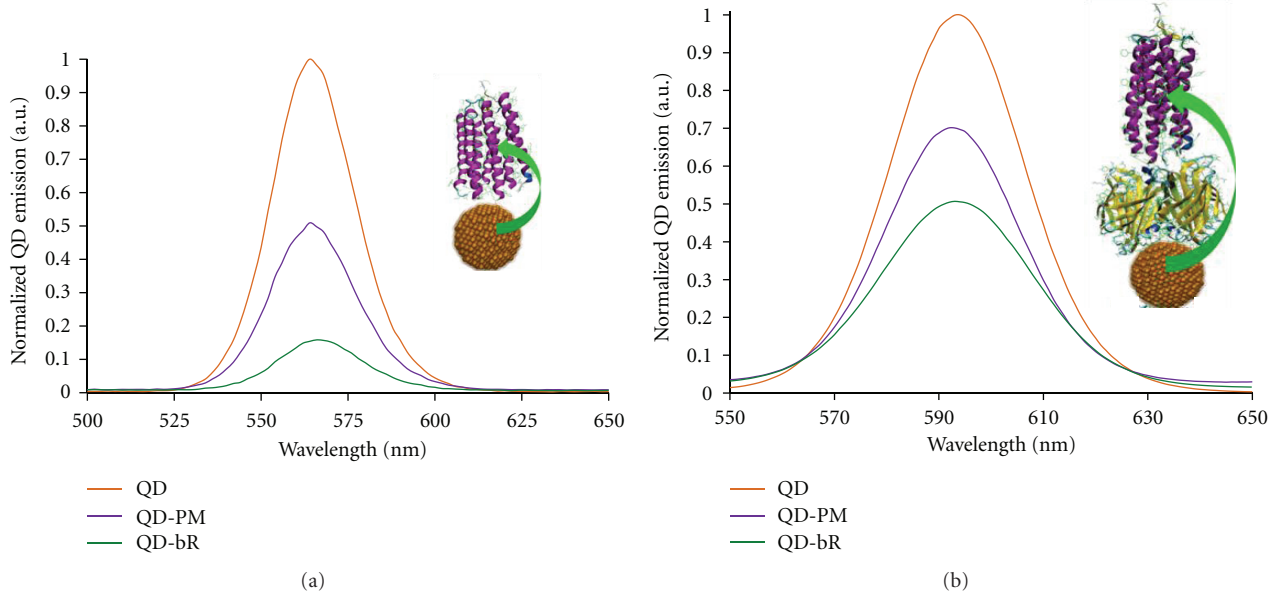 Normalized QD emission (a.u.)
1
0.9
0.8
0.7
0.6
0.5
0.4
0.3
0.2
0.1
0
500
525
550
575
600
625
650
Wavelength (nm)
QD
QD-PM
QD-bR
(a)
Normalized QD emission (a.u.)
1
0.9
0.8
0.7
0.6
0.5
0.4
0.3
0.2
0.1
0
550
570
590
610
630
650
Wavelength (nm)
QD
QD-PM
QD-bR
(b)